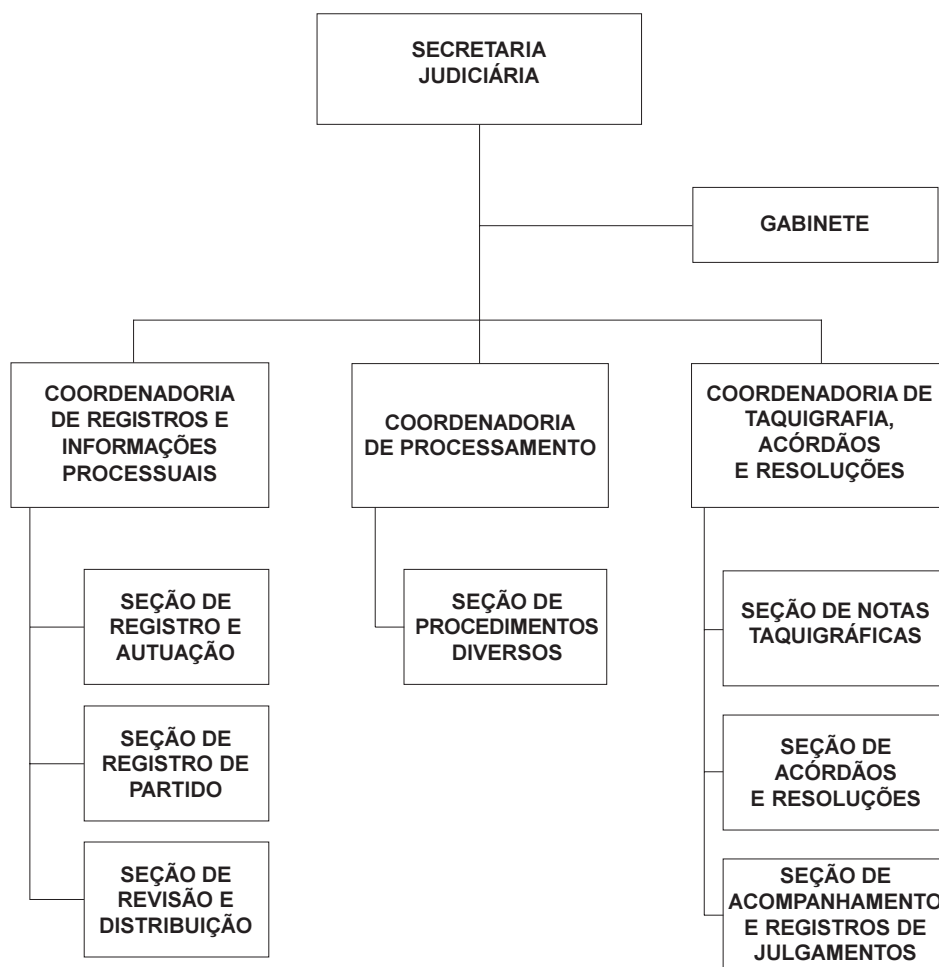 SECRETARIA
JUDICIÁRIA
GABINETE
COORDENADORIA
DE REGISTROS E
INFORMAÇÕES
PROCESSUAIS
COORDENADORIA
DE PROCESSAMENTO
COORDENADORIA DE
TAQUIGRAFIA,
ACÓRDÃOS
E RESOLUÇÕES
SEÇÃO DE
REGISTRO E
AUTUAÇÃO
SEÇÃO DE
REGISTRO DE
PARTIDO
SEÇÃO DE
REVISÃO E
DISTRIBUIÇÃO
SEÇÃO DE
PROCEDIMENTOS
DIVERSOS
SEÇÃO DE NOTAS
TAQUIGRÁFICAS
SEÇÃO DE
ACÓRDÃOS
E RESOLUÇÕES
SEÇÃO DE
ACOMPANHAMENTO
E REGISTROS DE
JULGAMENTOS